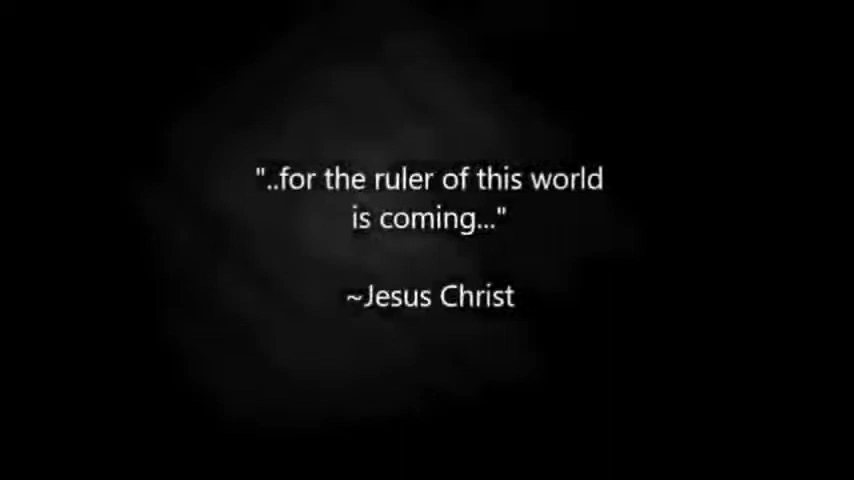 "..for the ruler of this world
is coming..."
~Jesus Christ